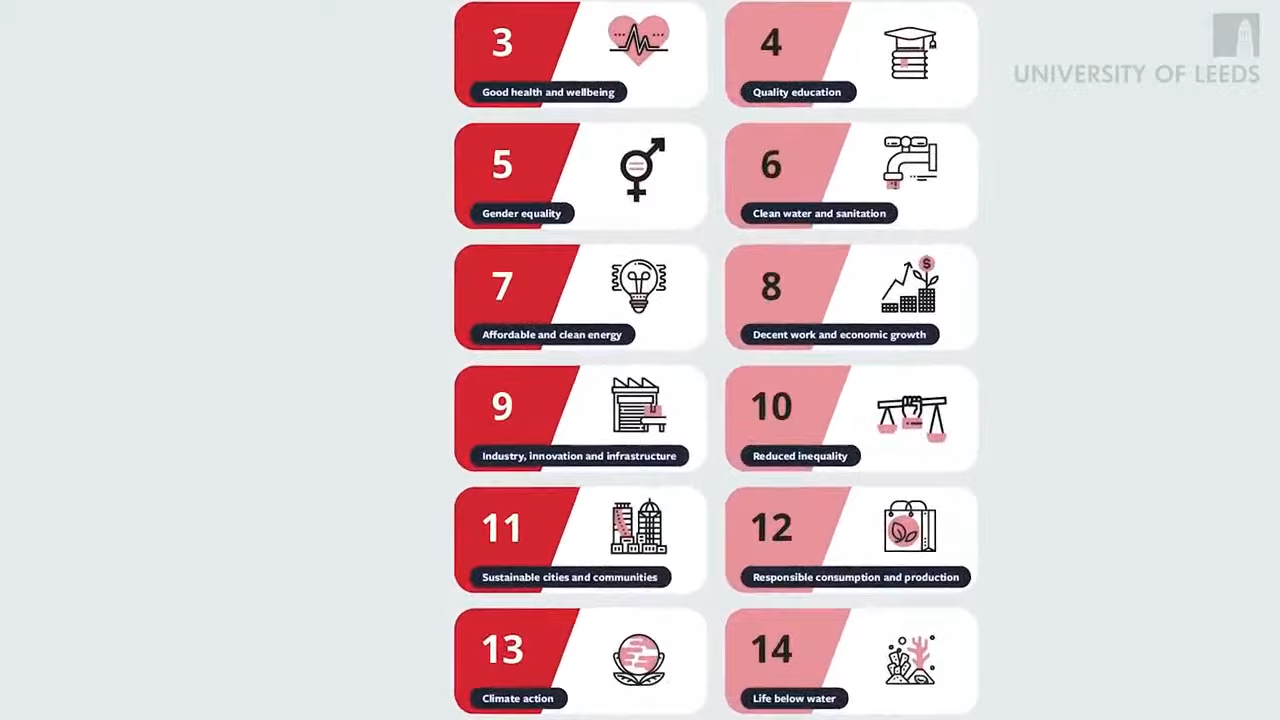 UNIVERSITY OF LEEDS
3
Good health and wellbeing
4
Quality education
5
Gender equality
6
Clean water and sanitation
7
Affordable and clean energy
8
$
Decent work and economic growth
9
Industry, innovation and infrastructure
10
Reduced inequality
11
Sustainable cities and communities
12
Responsible consumption and production
13
Climate action
14
Life below water